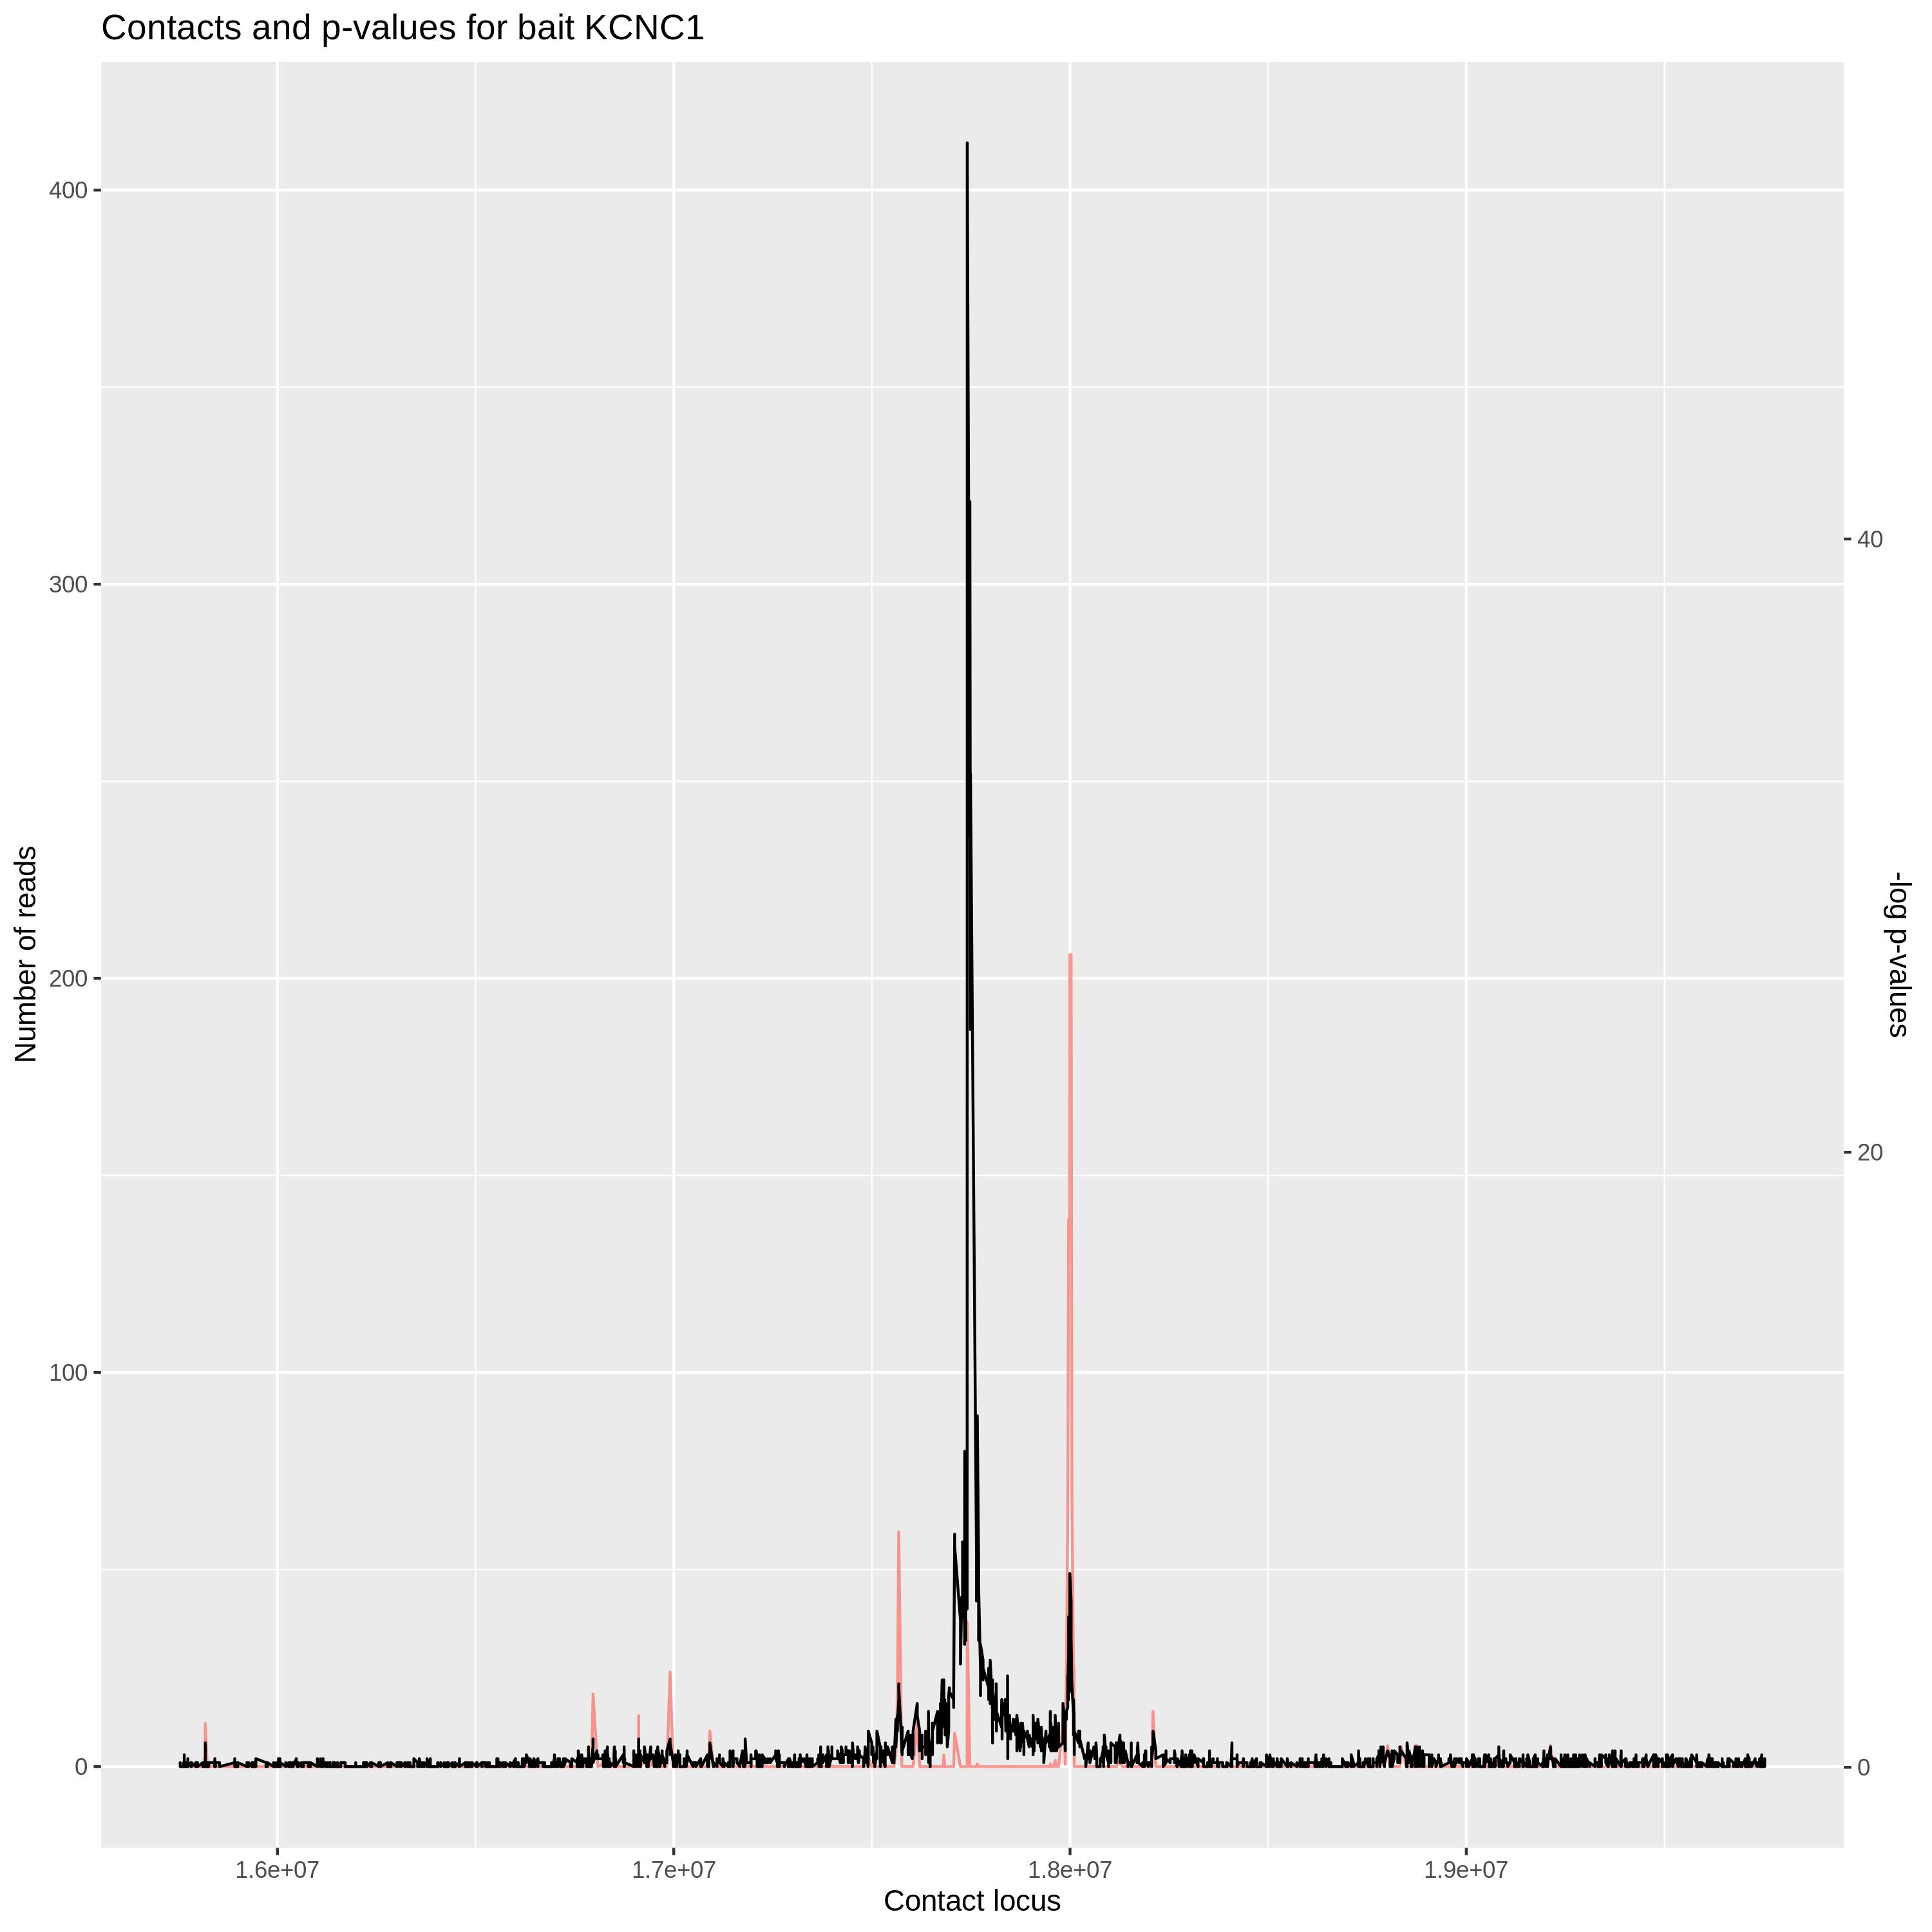 Contacts and p-values for bait KCNC1
400
300
200
100
0
Number of reads
40
20
0
-log p-values
1.6e+07
1.7e+07
1.8e+07
1.9e+07
Contact locus